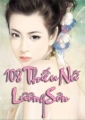 108 Thiếu Nữ
Lương Sơn